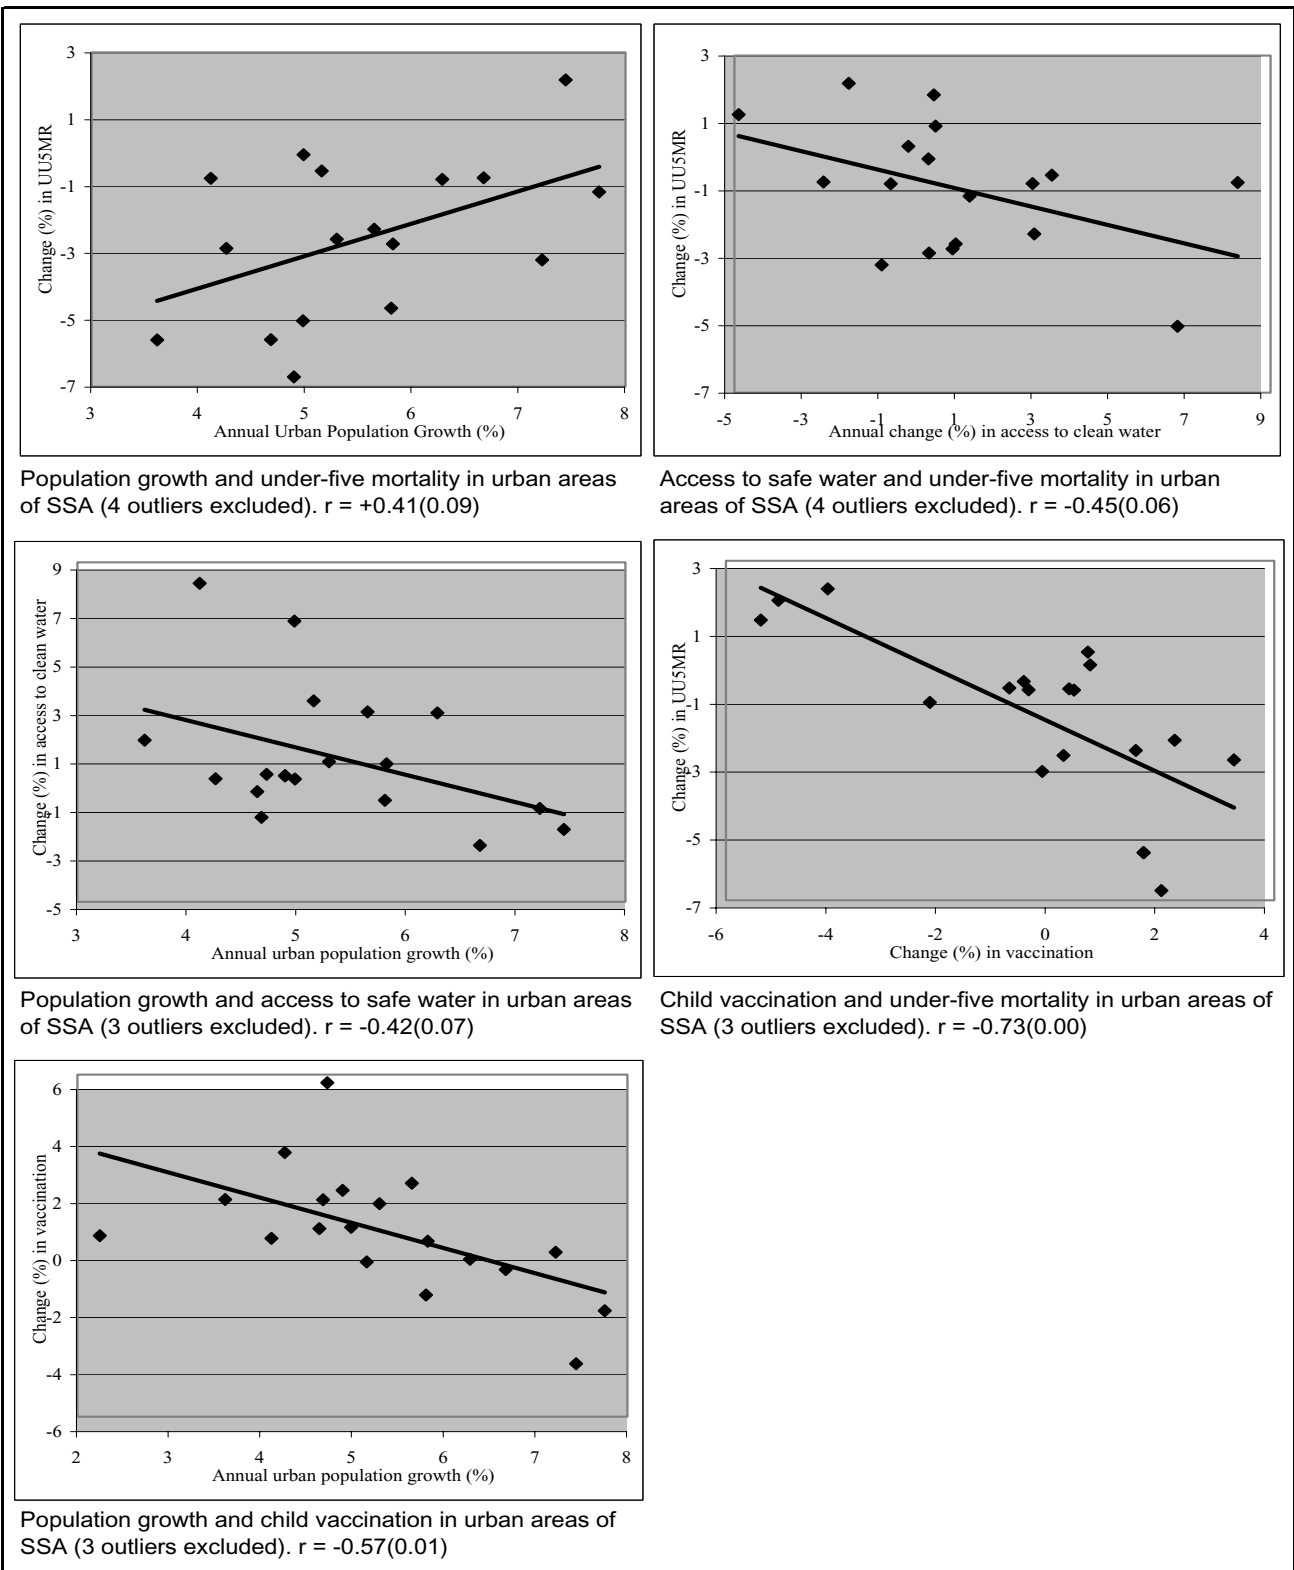 3
1
-1
-3
-5
-7
Change (%) in UU5MR
3 4 5 6 7 8
Annual Urban Population Growth (%)
Population growth and under-five mortality in urban areas
of SSA (4 outliers excluded). r = +0.41(0.09)
3
1
-1
-3
-5
-7
Change (%) in UU5MR
-5 -3 -1 1 3 5 7 9
Annual change (%) in access to clean water
Access to safe water and under-five mortality in urban
areas of SSA (4 outliers excluded). r = -0.45(0.06)
9
7
5
3
1
-1
-3
-5
Change (%) in access to clean water
3 4 5 6 7 8
Annual urban population growth (%)
Population growth and access to safe water in urban areas
of SSA (3 outliers excluded). r = -0.42(0.07)
3
1
-1
-3
-5
-7
Change (%) in UU5MR
-6 -4 -2 0 2 4
Change (%) in vaccination
Child vaccination and under-five mortality in urban areas of
SSA (3 outliers excluded). r = -0.73(0.00)
6
4
2
0
-2
-4
-6
Change (%) in vaccination
2 3 4 5 6 7 8
Annual urban population growth (%)
Population growth and child vaccination in urban areas of
SSA (3 outliers excluded). r = -0.57(0.01)